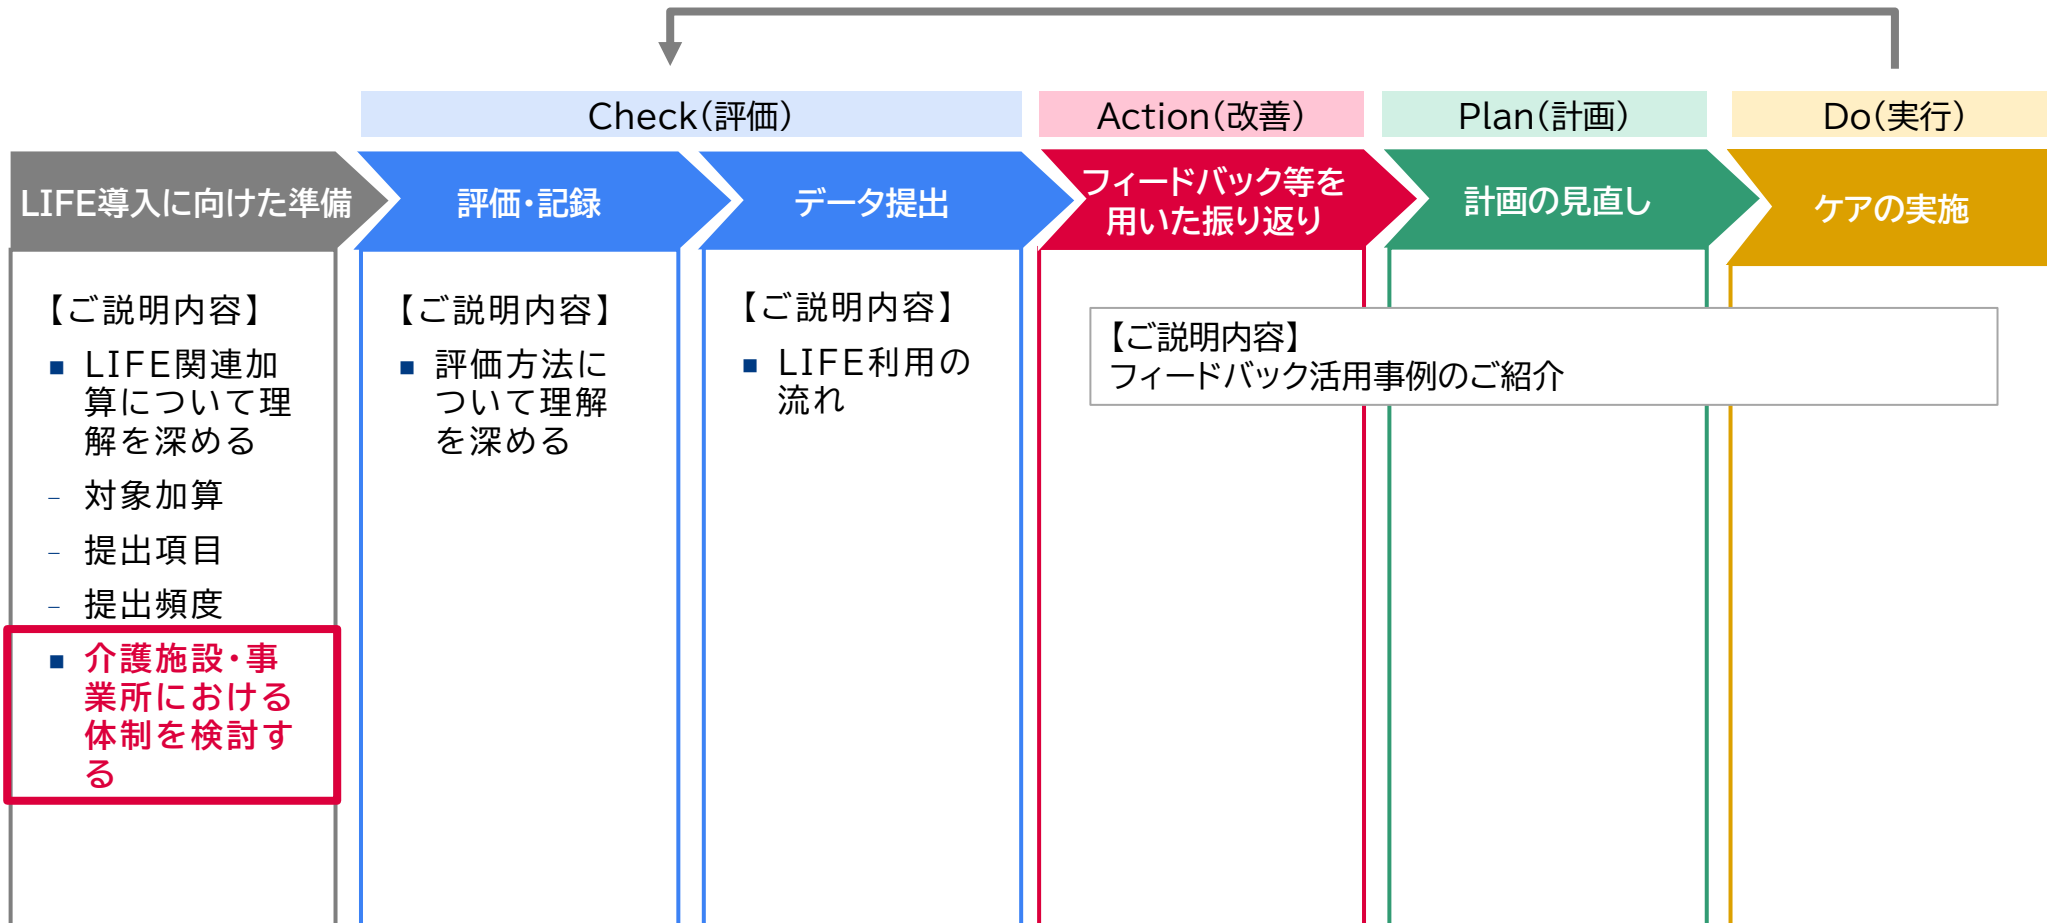 Check(評価)
Action(改善)
Plan(計画)
Do(実行)
LIFE導入に向けた準備
評価・記録
データ提出
フィードバック等を
用いた振り返り
計画の見直し
ケアの実施
【ご説明内容】
■ LIFE関連加
算について理
解を深める
– 対象加算
– 提出項目
– 提出頻度
■ 介護施設・事
業所における
体制を検討す
る
【ご説明内容】
■ 評価方法に
ついて理解
を深める
【ご説明内容】
■ LIFE利用の
流れ
【ご説明内容】
フィードバック活用事例のご紹介